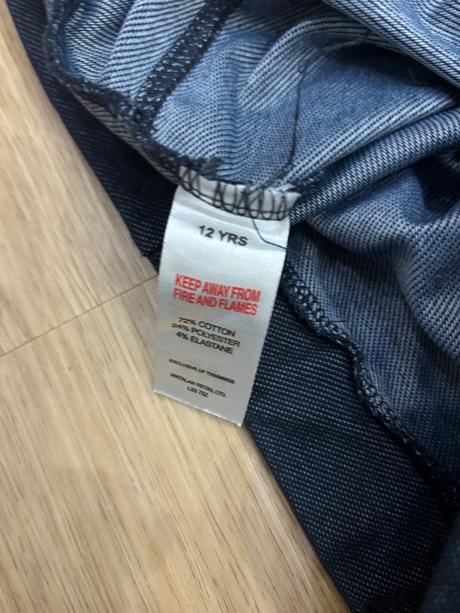 12 YRS
KEEP AWAY FROM
FIRE AND FLAMES
72% COTTON
24% POLYESTER
4% ELASTANE
EXCLUSIVE OF TRIMMINGS
MATALAN RETAIL LTD.
L33 7SZ